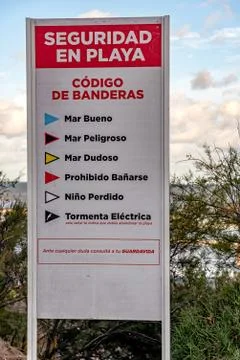 SEGURIDAD
EN PLAYA
CÓDIGO
DE BANDERAS
Mar Bueno
Mar Peligroso
Mar Dudoso
Prohibido Bañarse
Niño Perdido
Tormenta Eléctrica
Ante cualquier duda consultá a tu GUARDAVIDA